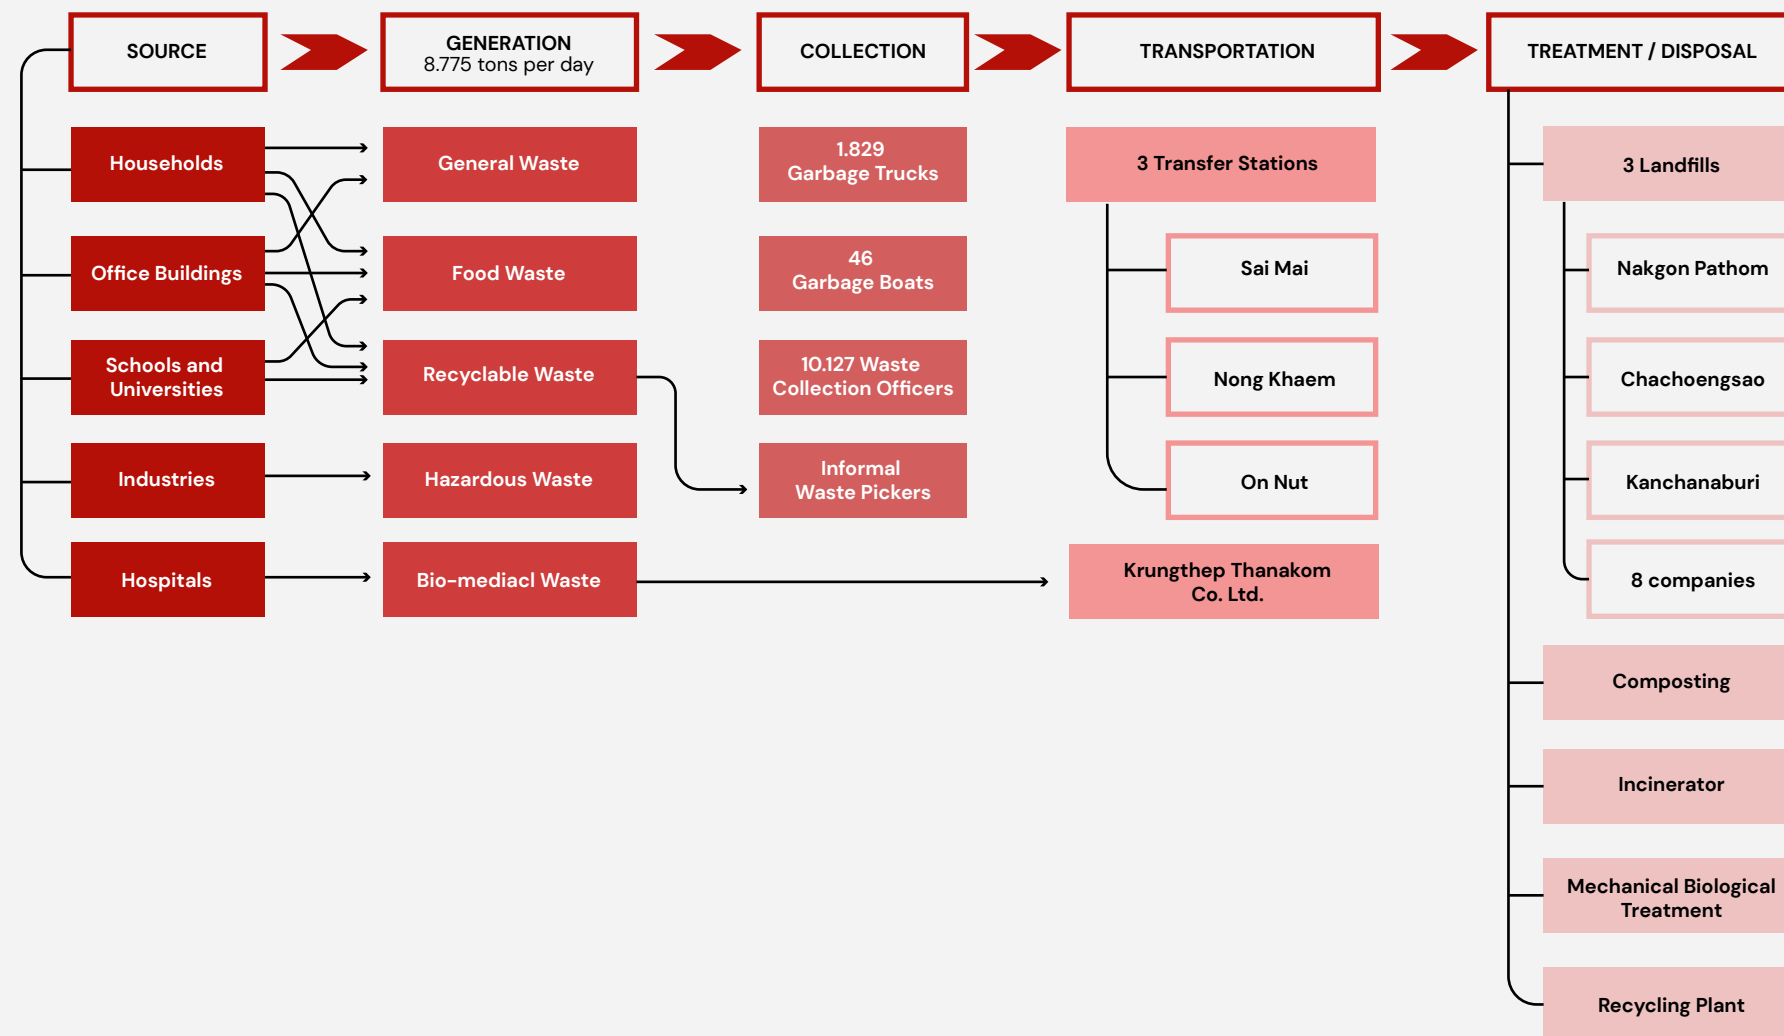 SOURCE
GENERATION
8.775 tons per day
COLLECTION
TRANSPORTATION
TREATMENT / DISPOSAL
Households
Office Buildings
Schools and
Universities
Industries
Hospitals
General Waste
Food Waste
Recyclable Waste
Hazardous Waste
Bio-mediacl Waste
1.829
Garbage Trucks
46
Garbage Boats
10.127 Waste
Collection Officers
Informal
Waste Pickers
3 Transfer Stations
Sai Mai
Nong Khaem
On Nut
Krungthep Thanakom
Co. Ltd.
3 Landfills
Nakgon Pathom
Chachoengsao
Kanchanaburi
8 companies
Composting
Incinerator
Mechanical Biological
Treatment
Recycling Plant